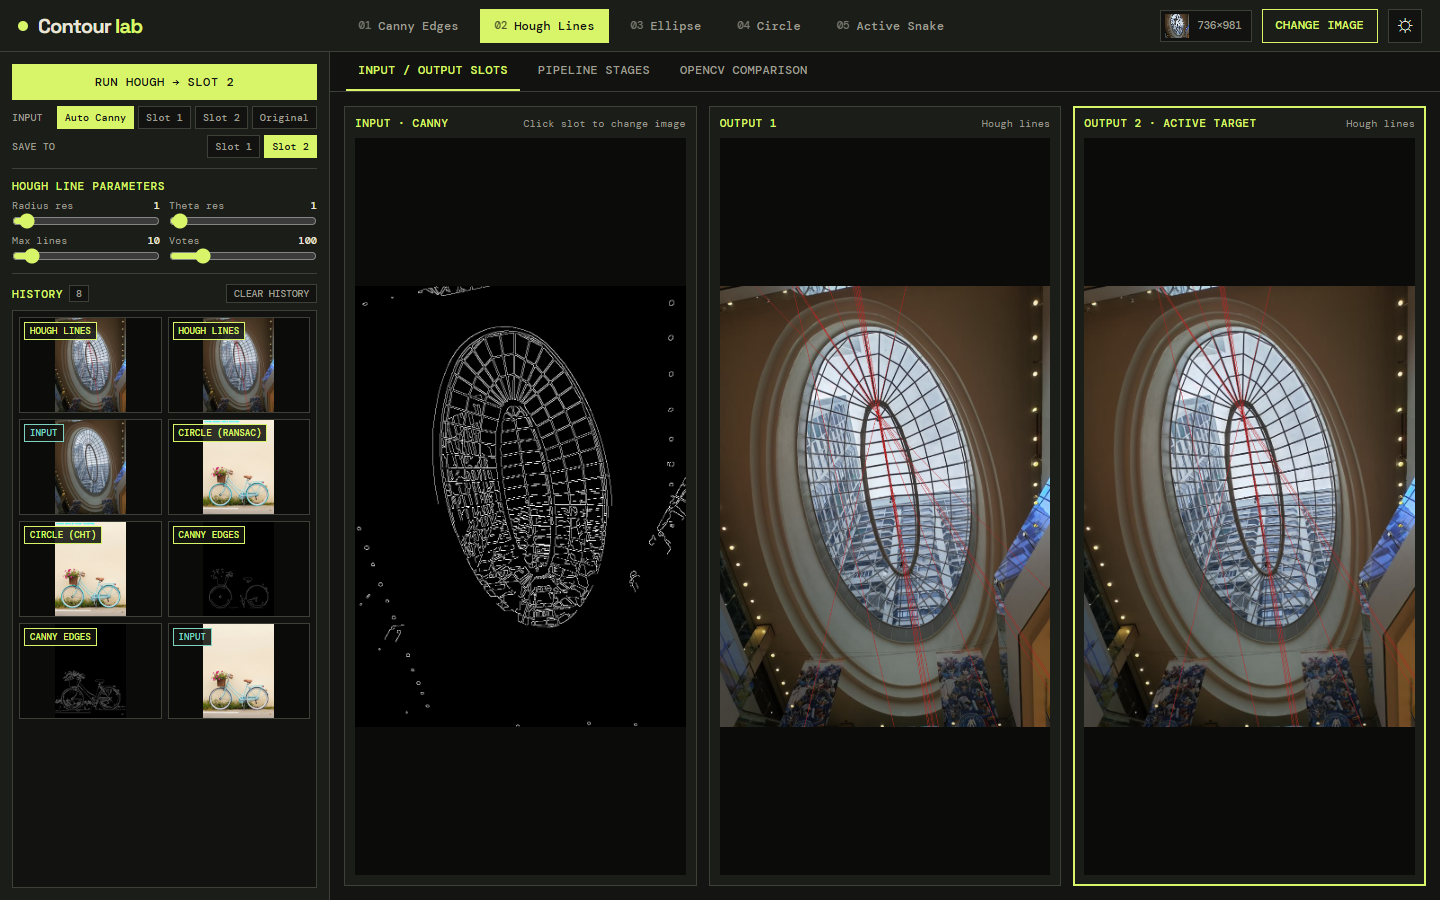 Contour lab
01 Canny Edges
02 Hough Lines
03 Ellipse
04 Circle
05 Active Snake
736×981
CHANGE IMAGE
RUN HOUGH → SLOT 2
INPUT
Auto Canny
Slot 1
Slot 2
Original
SAVE TO
Slot 1
Slot 2
HOUGH LINE PARAMETERS
Radius res 1
Theta res 1
Max lines 10
Votes 100
HISTORY 8
CLEAR HISTORY
HOUGH LINES
HOUGH LINES
INPUT
CIRCLE (RANSAC)
CIRCLE (CHT)
CANNY EDGES
CANNY EDGES
INPUT
INPUT / OUTPUT SLOTS
PIPELINE STAGES
OPENCV COMPARISON
INPUT · CANNY
Click slot to change image
OUTPUT 1
Hough lines
OUTPUT 2 · ACTIVE TARGET
Hough lines